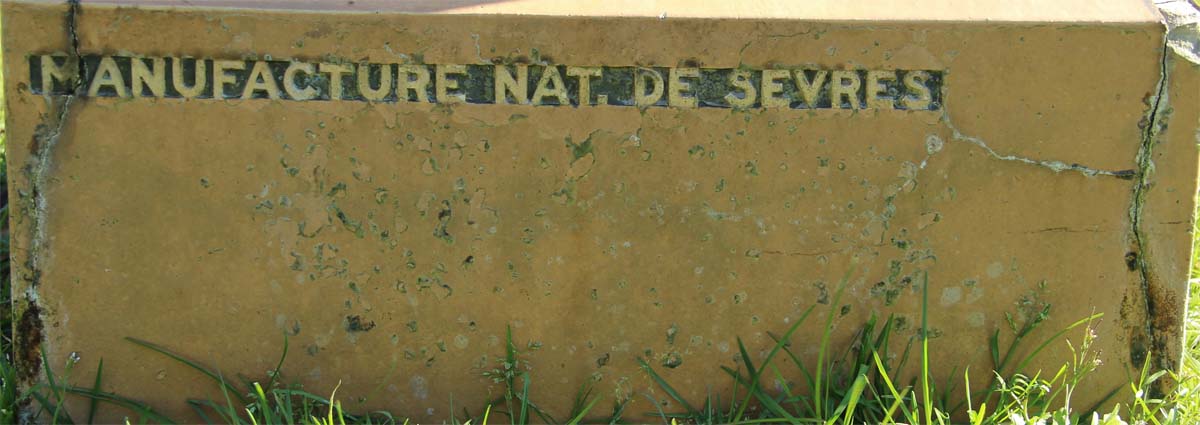 MANUFACTURE NAT. DE SEVRES